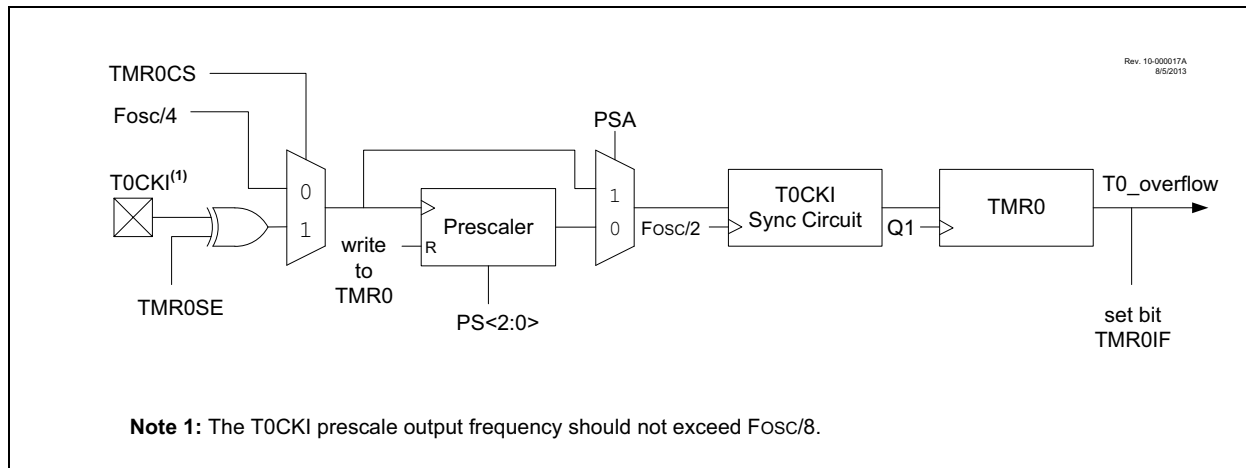 Rev. 10-000017A
8/5/2013
TMR0CS
Fosc/4
PSA
T0CKI(1)
0
1
TMR0SE
write
to
TMR0
R
Prescaler
PS<2:0>
1
0
FOSC/2
T0CKI
Sync Circuit
Q1
TMR0
T0_overflow
set bit
TMR0IF
Note 1: The T0CKI prescale output frequency should not exceed FOSC/8.